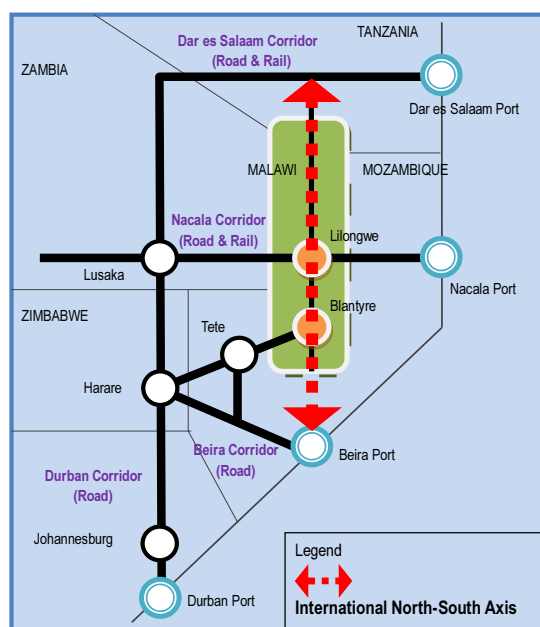 TANZANIA
Dar es Salaam Corridor
(Road & Rail)
ZAMBIA
Dar es Salaam Port
MALAWI
MOZAMBIQUE
Nacala Corridor
(Road & Rail)
Lilongwe
Lusaka
Nacala Port
Blantyre
ZIMBABWE
Tete
Harare
Beira Corridor
(Road)
Beira Port
Durban Corridor
(Road)
Johannesburg
Durban Port
Legend
International North-South Axis